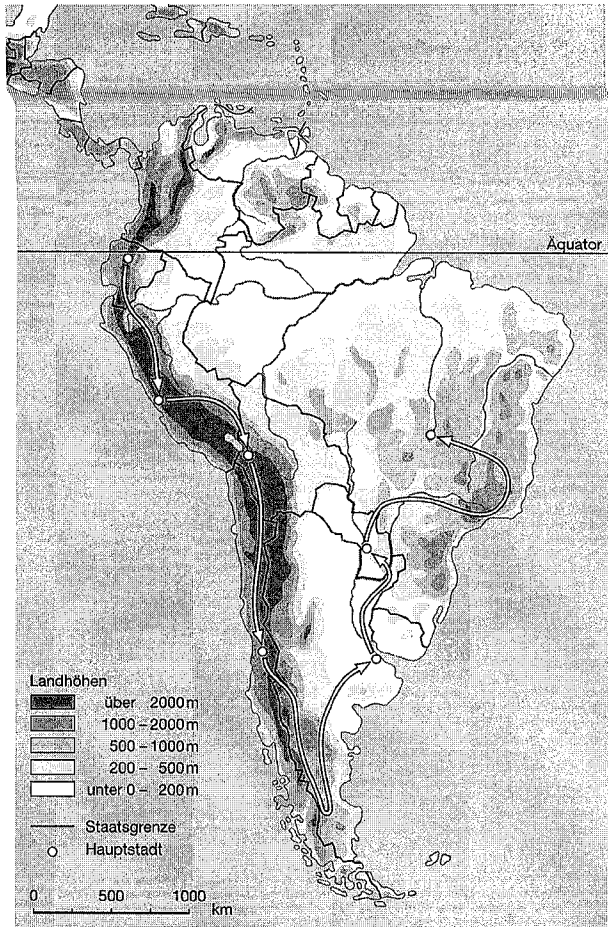 Äquator
Landhöhen
über 2000 m
1000 – 2000 m
500 – 1000 m
200 – 500 m
unter 0 – 200 m
Staatsgrenze
Hauptstadt
0 500 1000
km